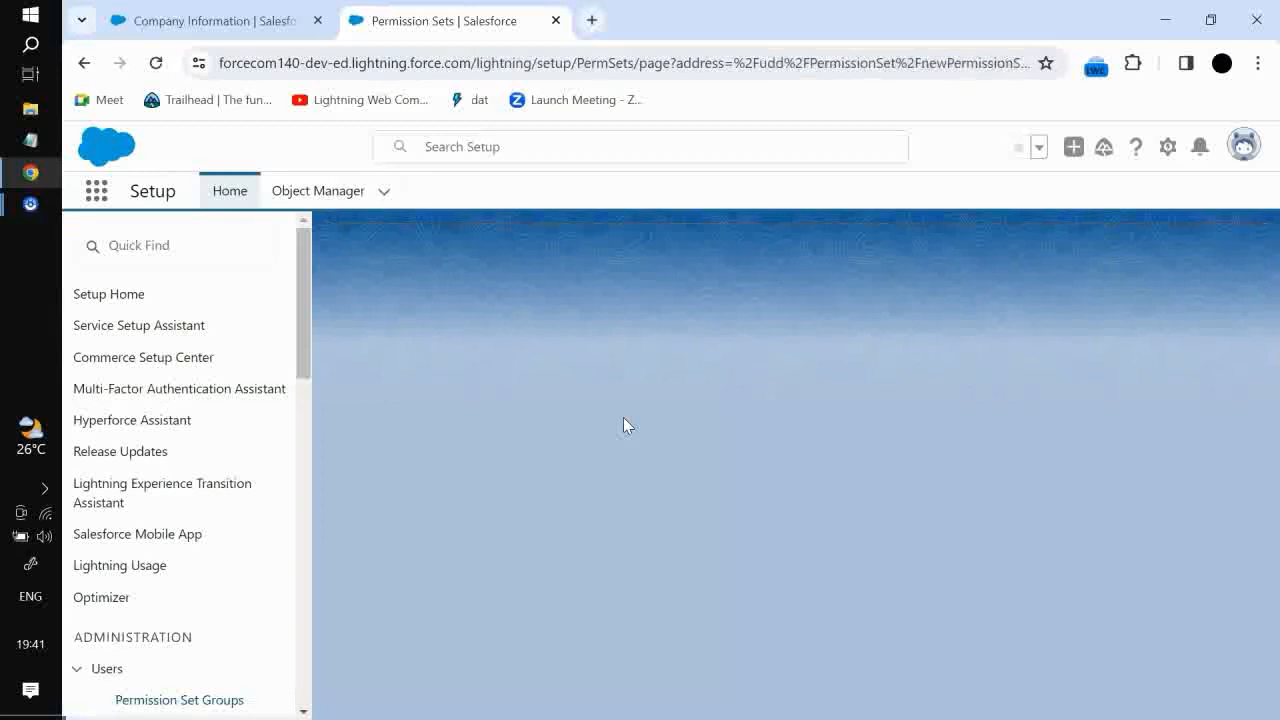 Company Information | Salesfo
Permission Sets | Salesforce
forcecom140-dev-ed.lightning.force.com/lightning/setup/PermSets/page?address=%2Fudd%2FPermissionSet%2FnewPermissionS...
Meet
Trailhead | The fun...
Lightning Web Com...
dat
Launch Meeting - Z...
Search Setup
Setup
Home
Object Manager
Quick Find
Setup Home
Service Setup Assistant
Commerce Setup Center
Multi-Factor Authentication Assistant
Hyperforce Assistant
Release Updates
Lightning Experience Transition
Assistant
Salesforce Mobile App
Lightning Usage
Optimizer
ADMINISTRATION
Users
Permission Set Groups
26°C
ENG
19:41